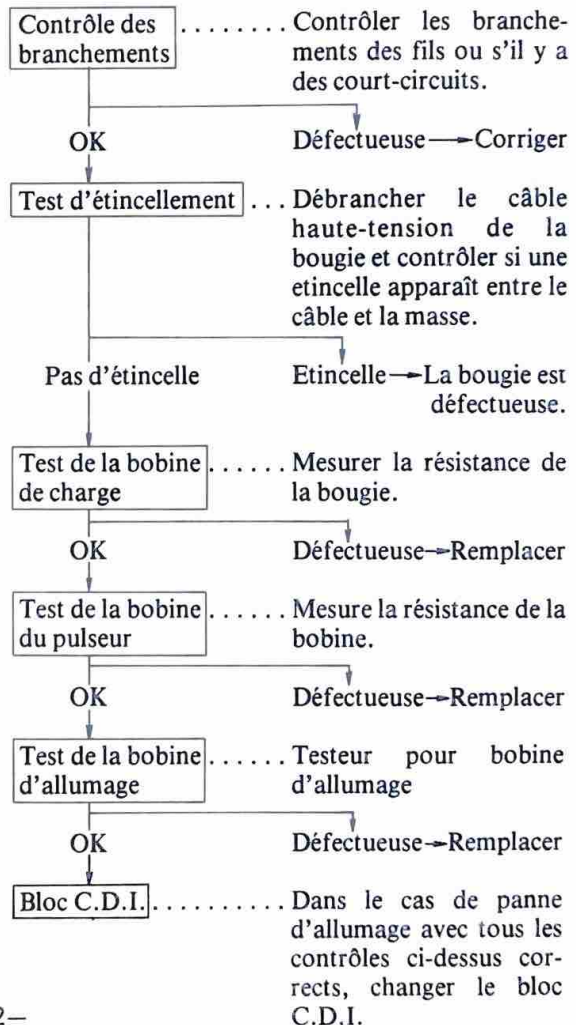 Contrôle des ........ Contrôler les branche-
branchements ments des fils ou s'il y a
des court-circuits.
OK Défectueuse→Corriger
Test d'étincellement ... Débrancher le câble
haute-tension de la
bougie et contrôler si une
etincelle apparaît entre le
câble et la masse.
Pas d'étincelle Etincelle→La bougie est
défectueuse.
Test de la bobine ...... Mesurer la résistance de
de charge la bougie.
OK Défectueuse→Remplacer
Test de la bobine ...... Mesure la résistance de la
du pulseur bobine.
OK Défectueuse→Remplacer
Test de la bobine ...... Testeur pour bobine
d'allumage d'allumage
OK Défectueuse→Remplacer
Bloc C.D.I. .......... Dans le cas de panne
d'allumage avec tous les
contrôles ci-dessus cor-
rects, changer le bloc
C.D.I.
2–